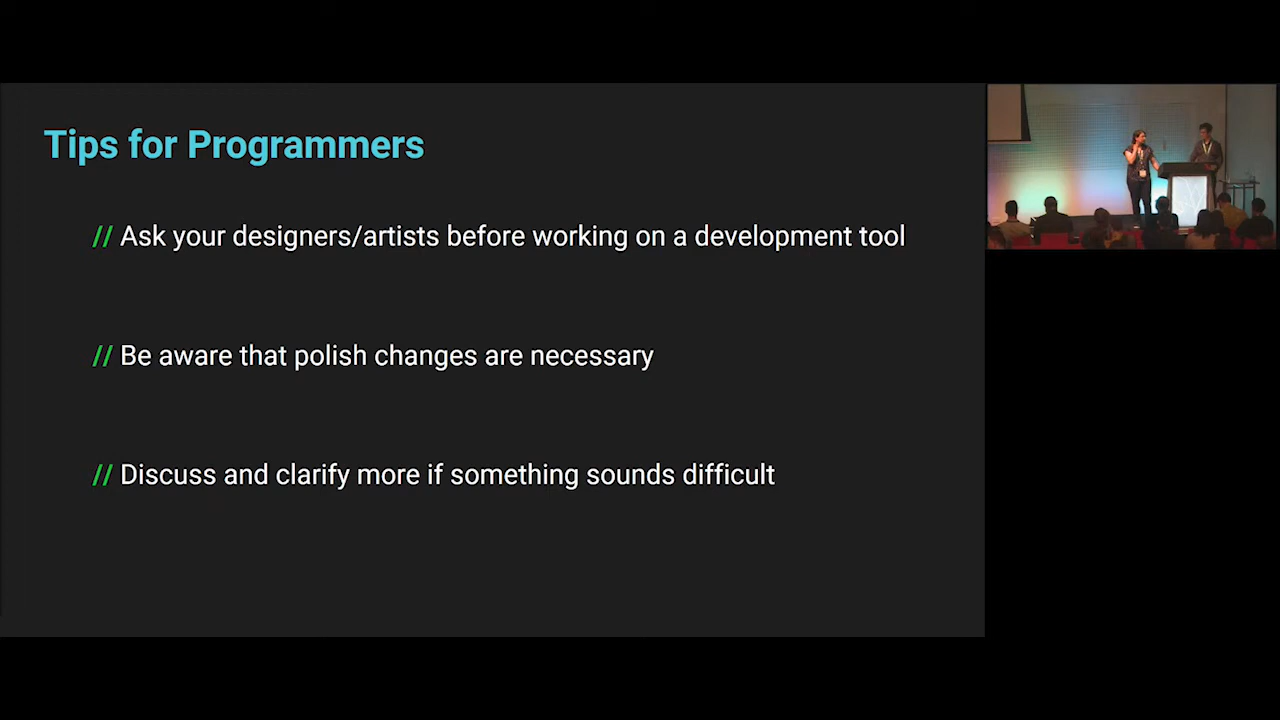 Tips for Programmers
// Ask your designers/artists before working on a development tool
// Be aware that polish changes are necessary
// Discuss and clarify more if something sounds difficult